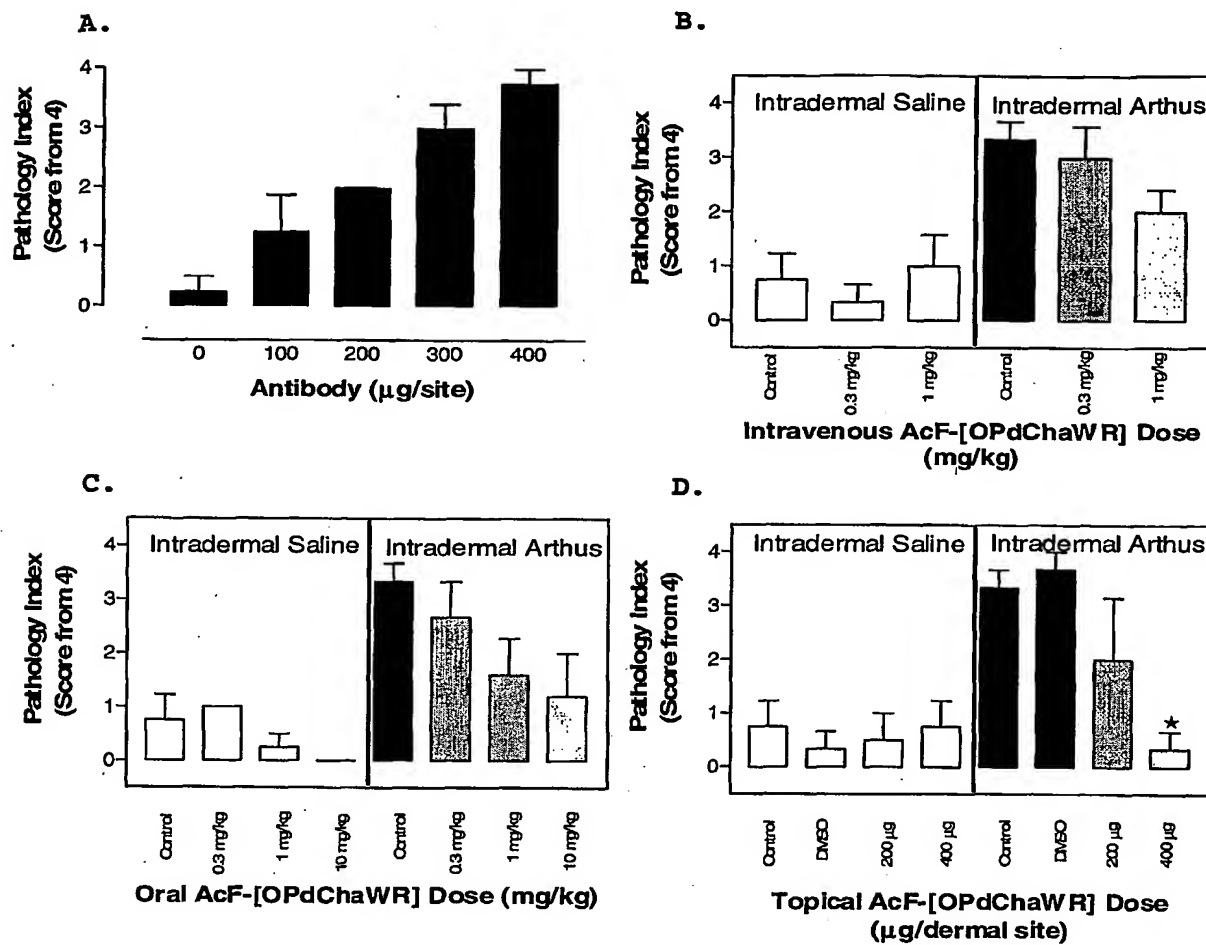 A.
Pathology Index
(Score from 4)
4
3
2
1
0
0 100 200 300 400
Antibody (µg/site)
B.
Pathology Index
(Score from 4)
4
3
2
1
0
Intradermal Saline
Intradermal Arthus
Control
0.3 mg/kg
1 mg/kg
Control
0.3 mg/kg
1 mg/kg
Intravenous AcF-[OPdChaWR] Dose
(mg/kg)
C.
Pathology Index
(Score from 4)
4
3
2
1
0
Intradermal Saline
Intradermal Arthus
Control
0.3 mg/kg
1 mg/kg
10 mg/kg
Control
0.3 mg/kg
1 mg/kg
10 mg/kg
Oral AcF-[OPdChaWR] Dose (mg/kg)
D.
Pathology Index
(Score from 4)
4
3
2
1
0
Intradermal Saline
Intradermal Arthus
Control
DMSO
200 µg
400 µg
Control
DMSO
200 µg
400 µg
Topical AcF-[OPdChaWR] Dose
(µg/dermal site)